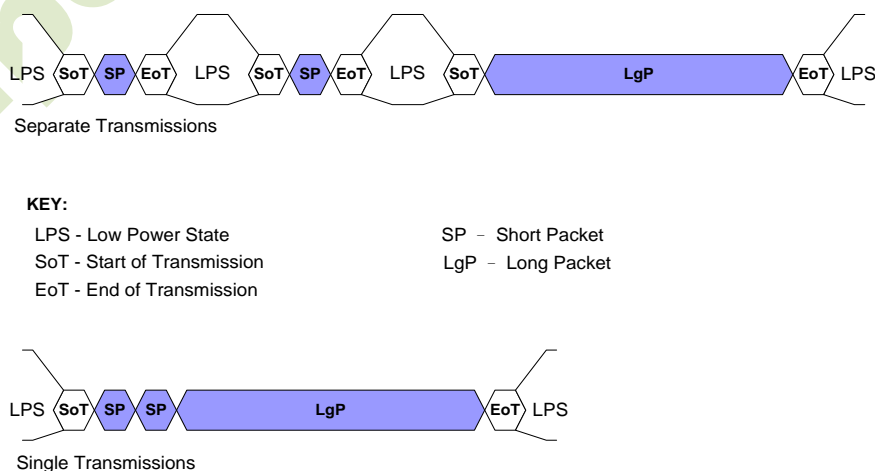 LPS SoT SP EoT LPS SoT SP EoT LPS SoT LgP EoT LPS
Separate Transmissions
KEY:
LPS - Low Power State
SP – Short Packet
SoT - Start of Transmission
LgP – Long Packet
EoT - End of Transmission
LPS SoT SP SP LgP EoT LPS
Single Transmissions